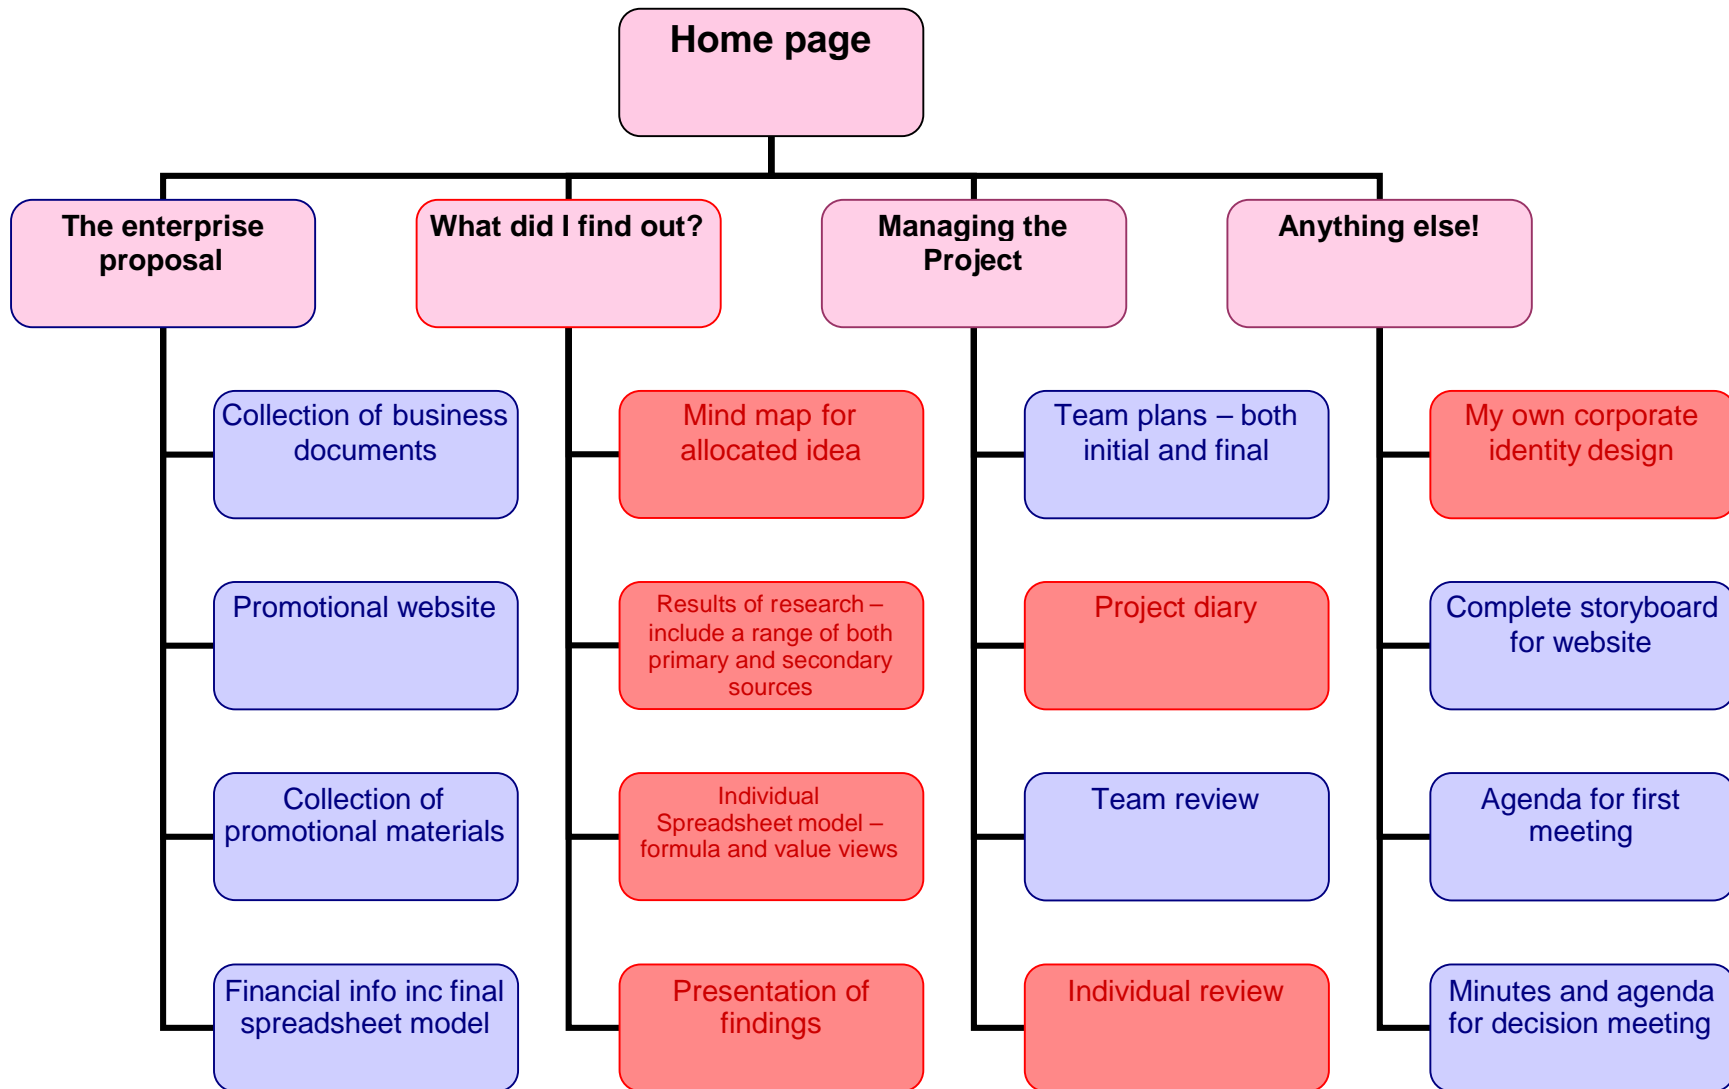 Home page
The enterprise
proposal
What did I find out?
Managing the
Project
Anything else!
Collection of business
documents
Mind map for
allocated idea
Team plans – both
initial and final
My own corporate
identity design
Promotional website
Results of research –
include a range of both
primary and secondary
sources
Project diary
Complete storyboard
for website
Collection of
promotional materials
Individual
Spreadsheet model –
formula and value views
Team review
Agenda for first
meeting
Financial info inc final
spreadsheet model
Presentation of
findings
Individual review
Minutes and agenda
for decision meeting